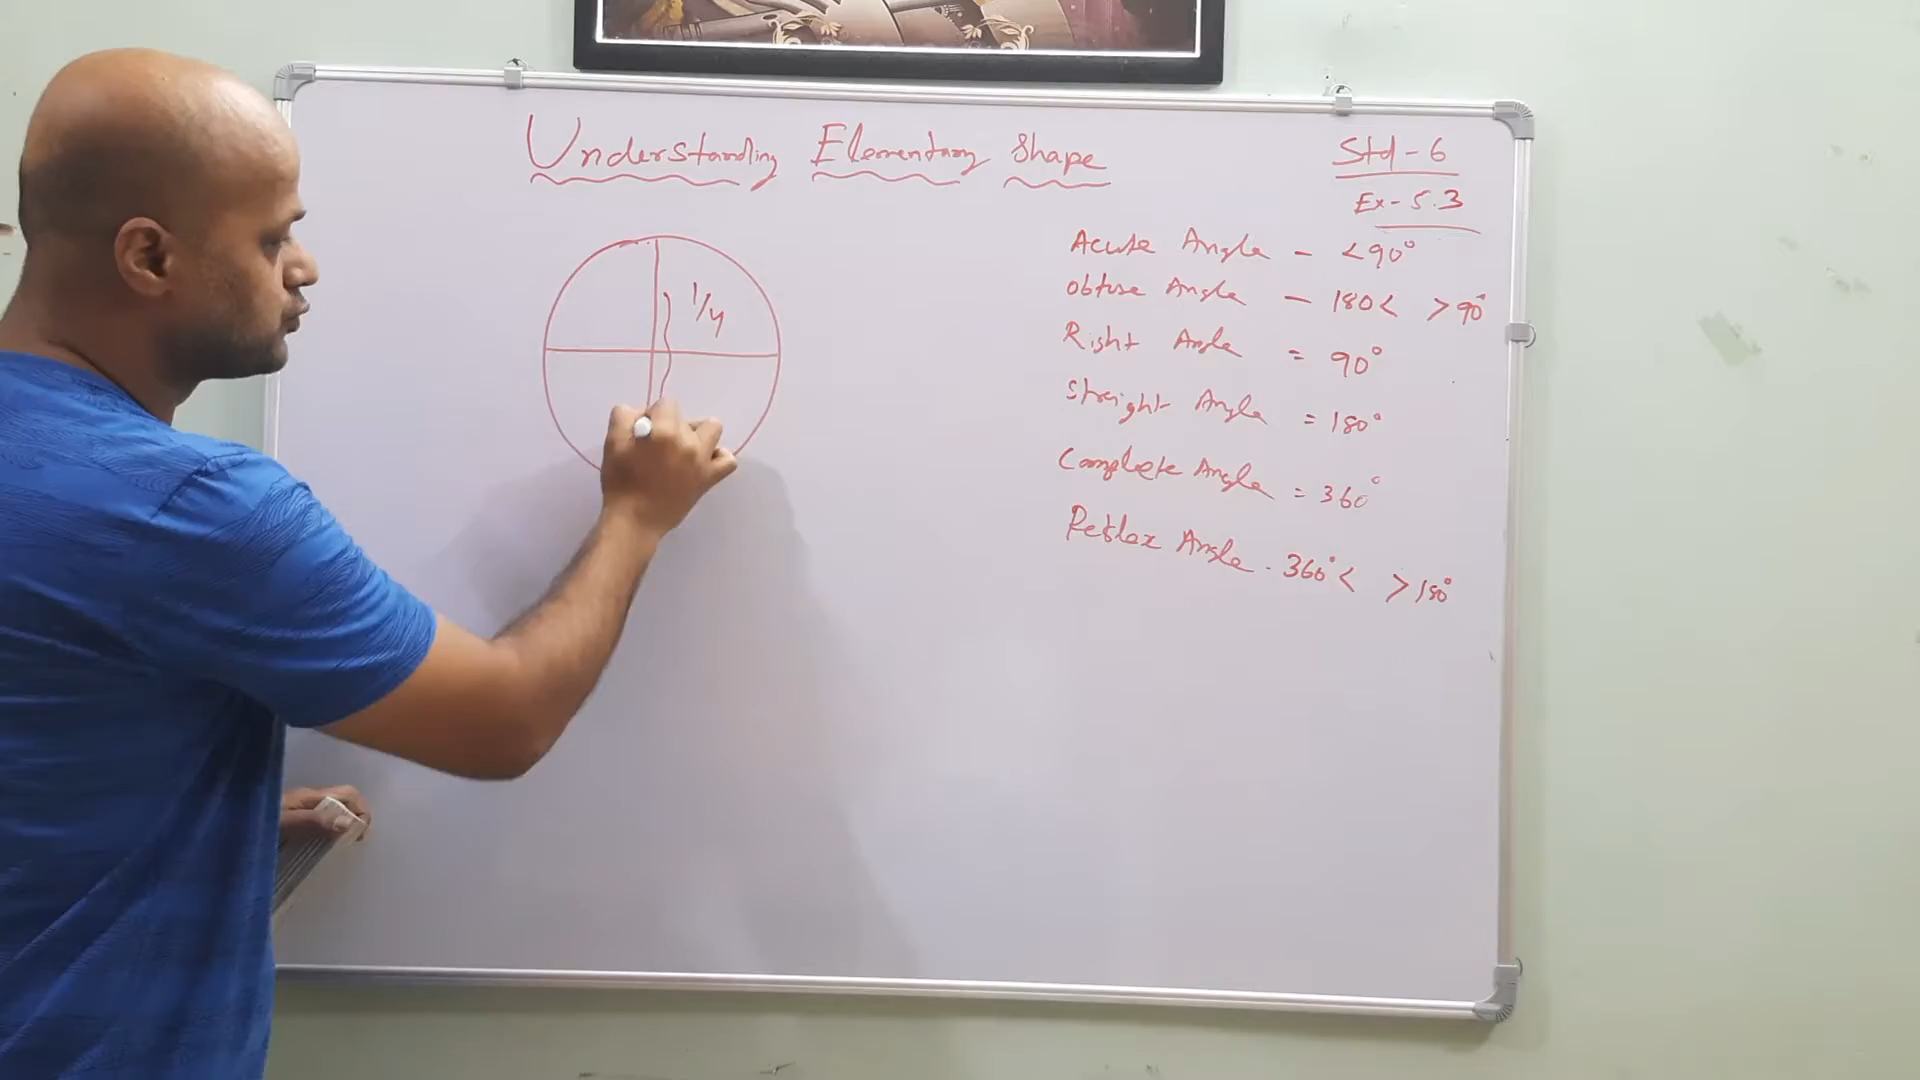 Understanding Elementary Shape
Std-6
Ex-5.3
1/4
Acute Angle - <90°
Obtuse Angle - 180< >90°
Right Angle = 90°
Streight Angle = 180°
Complete Angle = 360°
Reflex Angle - 360°< >180°